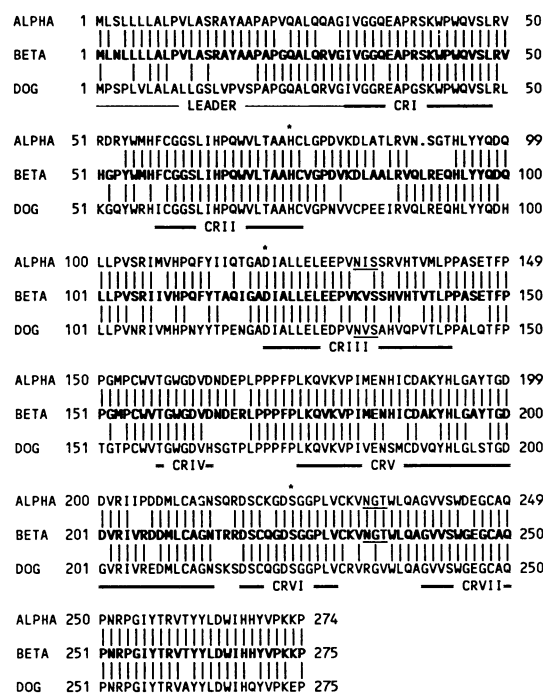 ALPHA 1 MLSLLLLALPVLASRAYAAPAPVQALQQAGIVGGQEAPRSKWPWQVSLRV 50
BETA 1 MLNLLLLALPVLASRAYAAPAPGQALQRVGIVGGQEAPRSKWPWQVSLRV 50
DOG 1 MPSPLVLALALLGSLVPVSPAPGQALQRVGIVGGREAPGSKWPWQVSLRL 50
LEADER CRI
*
ALPHA 51 RDRYWMHFCGGSLIHPQWVLTAAHCLGPDVKDLATLRVN.SGTHLYYQDQ 99
BETA 51 HGPYWMHFCGGSLIHPQWVLTAAHCVGPDVKDLAALRVQLREQHLYYQDQ 100
DOG 51 KGQYWRHICGGSLIHPQWVLTAAHCVGPNVVCPEEIRVQLREQHLYYQDH 100
CRII
*
ALPHA 100 LLPVSRIMVHPQFYIIQTGADIALLELEEPVNISSRVHTVMLPPASETFP 149
BETA 101 LLPVSRIIVHPQFYTAQIGADIALLELEEPVKVSSHVHTVTLPPASETFP 150
DOG 101 LLPVNRIVMHPNYYTPENGADIALLELEDPVNVSAHVQPVTLPPALQTFP 150
CRIII
ALPHA 150 PGMPCWVTGWGDVDNDEPLPPPFPLKQVKVPIMENHICDAKYHLGAYTGD 199
BETA 151 PGMPCWVTGWGDVDNDERLPPPFPLKQVKVPIMENHICDAKYHLGAYTGD 200
DOG 151 TGTPCWVTGWGDVHSGTPLPPPFPLKQVKVPIVENSMCDVQYHLGLSTGD 200
CRIV CRV
*
ALPHA 200 DVRIIPDDMLCAGNSQRDSCKGDSGGPLVCKVNGTWLQAGVVSWDEGCAQ 249
BETA 201 DVRIVRDDMLCAGNTRRDSCQGDSGGPLVCKVNGTWLQAGVVSWGEGCAQ 250
DOG 201 GVRIVREDMLCAGNSKSDSCQGDSGGPLVCRVRGVWLQAGVVSWGEGCAQ 250
CRVI CRVII
ALPHA 250 PNRPGIYTRVTYYLDWIHHYVPKKP 274
BETA 251 PNRPGIYTRVTYYLDWIHHYVPKKP 275
DOG 251 PNRPGIYTRVAYYLDWIHQYVPKEP 275